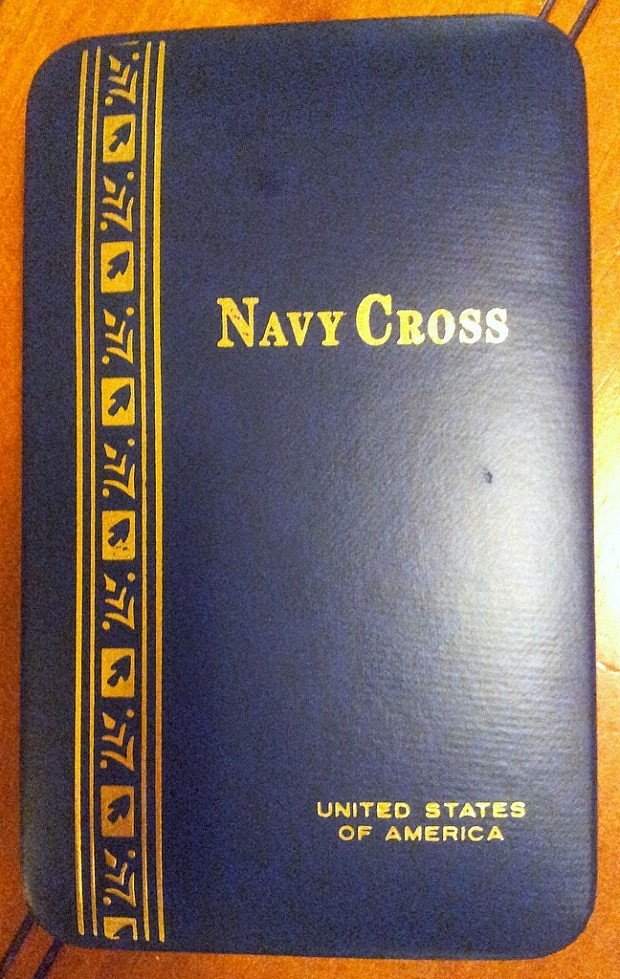 NAVY CROSS
UNITED STATES
OF AMERICA